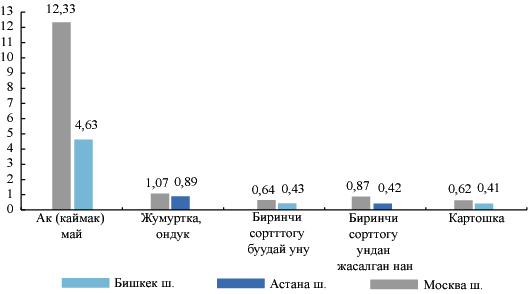 13
12
11
10
9
8
7
6
5
4
3
2
1
0
12,33
4,63
1,07 0,89
0,64 0,43
0,87 0,42
0,62 0,41
Ак (каймак)
май
Жумуртка,
ондук
Биринчи
сортттогу
буудай уну
Биринчи
сорттогу
ундан
жасалган нан
Картошка
Бишкек ш.
Астана ш.
Москва ш.